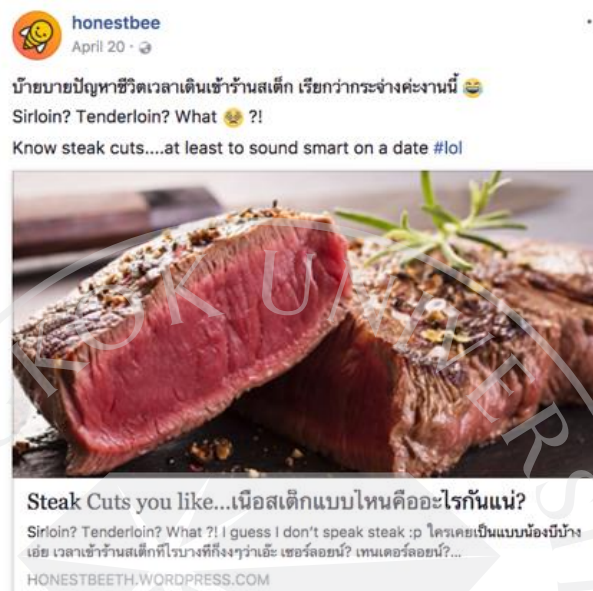 honestbee
April 20
บ๊ายบายปัญหาชีวิตเวลาเดินเข้าร้านสเต็ก เรียกว่ากระจ่างค่ะงานนี้ 😂
Sirloin? Tenderloin? What 🥺 ?!
Know steak cuts....at least to sound smart on a date #lol
Steak Cuts you like...เนื้อสเต็กแบบไหนคืออะไรกันแน่?
Sirloin? Tenderloin? What ?! I guess I don't speak steak :p ใครเคยเป็นแบบน้องบีบ้าง
เอ่ย เวลาเข้าร้านสเต็กทีไรบางทีก็งงๆว่าเอ๊ะ เซอร์ลอยน์? เทนเดอร์ลอยน์?...
HONESTBEETH.WORDPRESS.COM